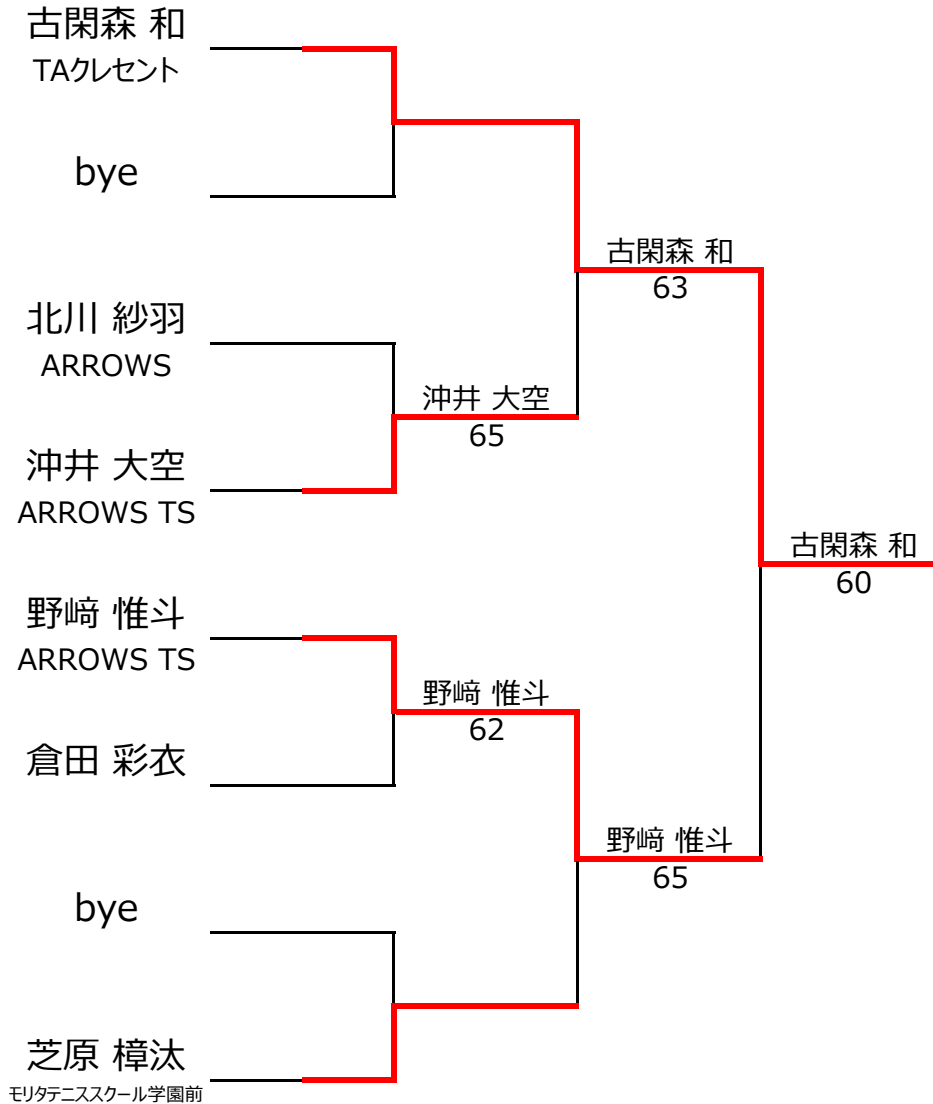 古閑森 和
TAクレセント
bye
北川 紗羽
ARROWS
沖井 大空
ARROWS TS
野﨑 惟斗
ARROWS TS
倉田 彩衣
bye
芝原 樟汰
モリタテニススクール学園前
沖井 大空
65
野﨑 惟斗
62
古閑森 和
63
野﨑 惟斗
65
古閑森 和
60